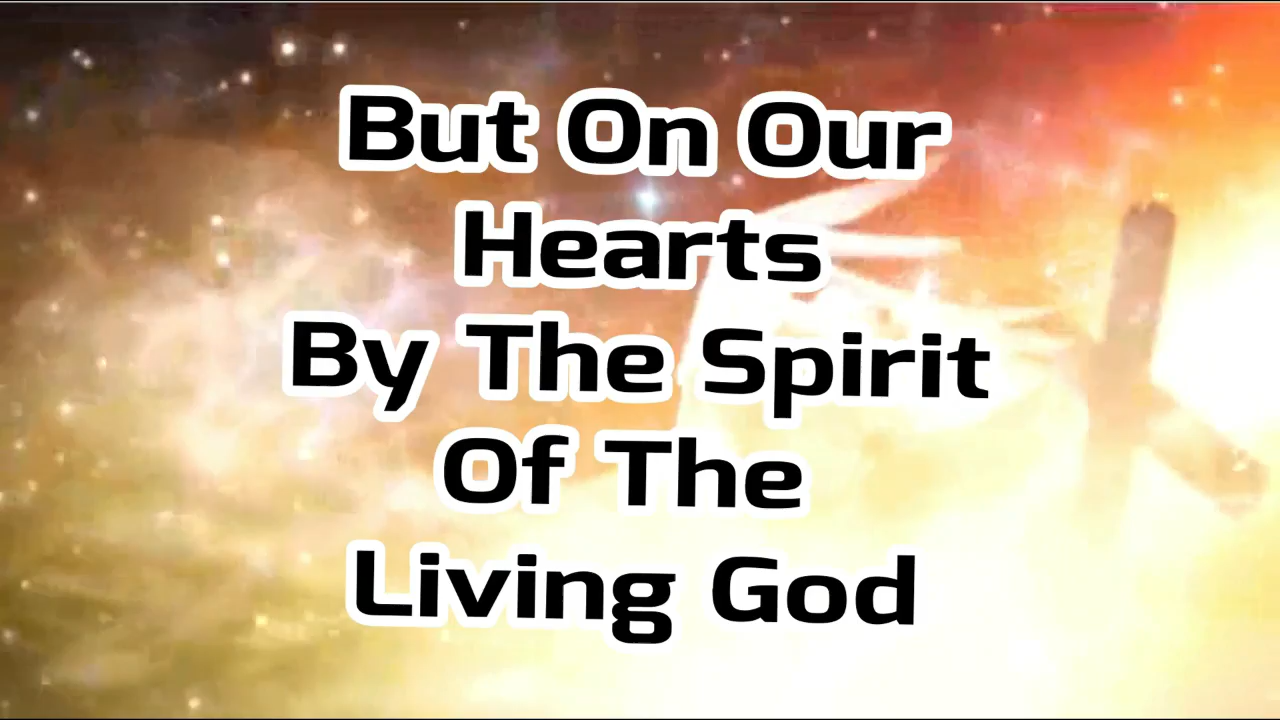 But On Our
Hearts
By The Spirit
Of The
Living God